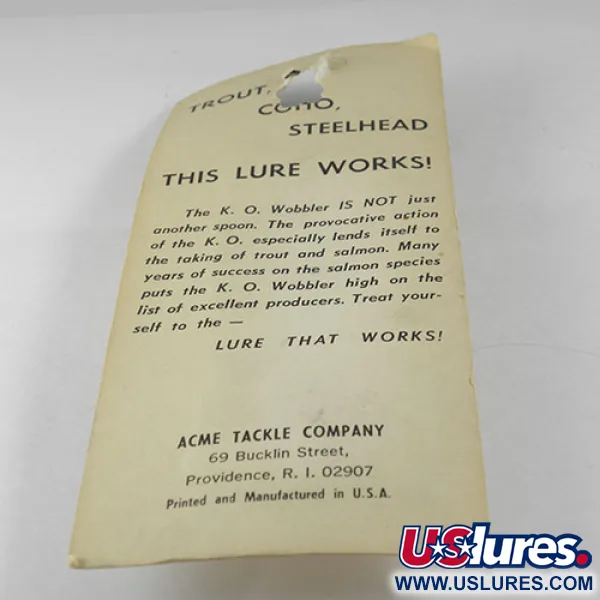 TROUT,
COHO,
STEELHEAD
THIS LURE WORKS!
The K. O. Wobbler IS NOT just
another spoon. The provocative action
of the K. O. especially lends itself to
the taking of trout and salmon. Many
years of success on the salmon species
puts the K. O. Wobbler high on the
list of excellent producers. Treat your-
self to the —
LURE THAT WORKS!
ACME TACKLE COMPANY
69 Bucklin Street,
Providence, R. I. 02907
Printed and Manufactured in U.S.A.
USlures.
WWW.USLURES.COM